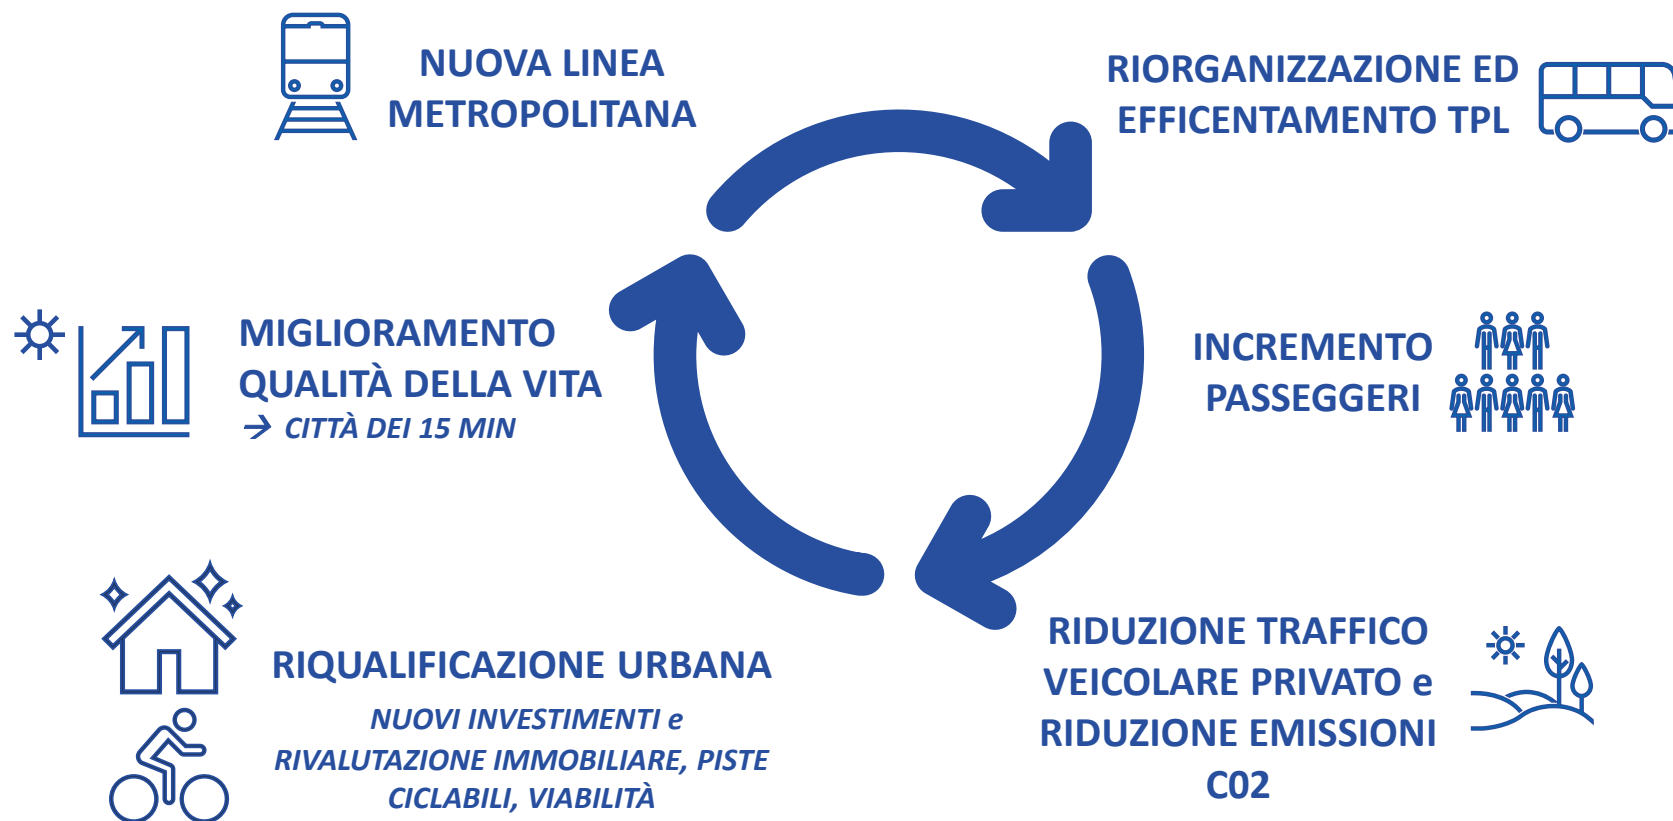 NUOVA LINEA
METROPOLITANA
RIORGANIZZAZIONE ED
EFFICENTAMENTO TPL
INCREMENTO
PASSEGGERI
RIDUZIONE TRAFFICO
VEICOLARE PRIVATO e
RIDUZIONE EMISSIONI
C02
RIQUALIFICAZIONE URBANA
NUOVI INVESTIMENTI e
RIVALUTAZIONE IMMOBILIARE, PISTE
CICLABILI, VIABILITÀ
MIGLIORAMENTO
QUALITÀ DELLA VITA
→ CITTÀ DEI 15 MIN